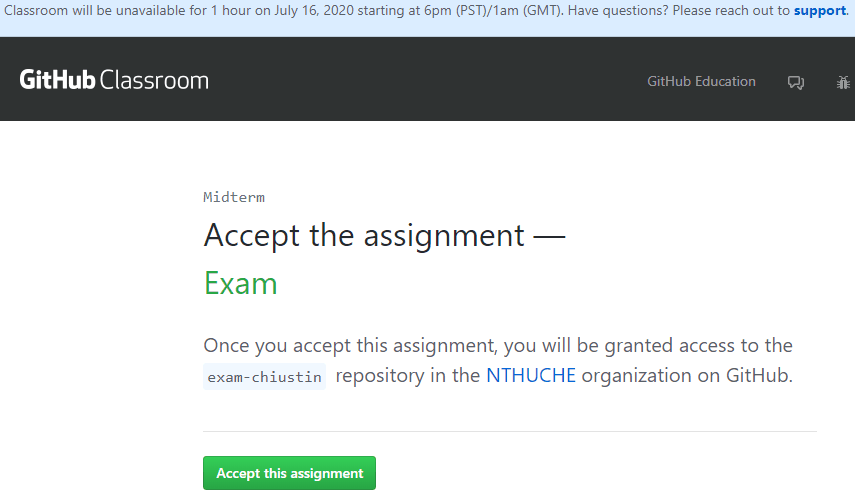 Classroom will be unavailable for 1 hour on July 16, 2020 starting at 6pm (PST)/1am (GMT). Have questions? Please reach out to support.
GitHub Classroom
GitHub Education
Midterm
Accept the assignment —
Exam
Once you accept this assignment, you will be granted access to the
exam-chiustin repository in the NTHUCHE organization on GitHub.
Accept this assignment